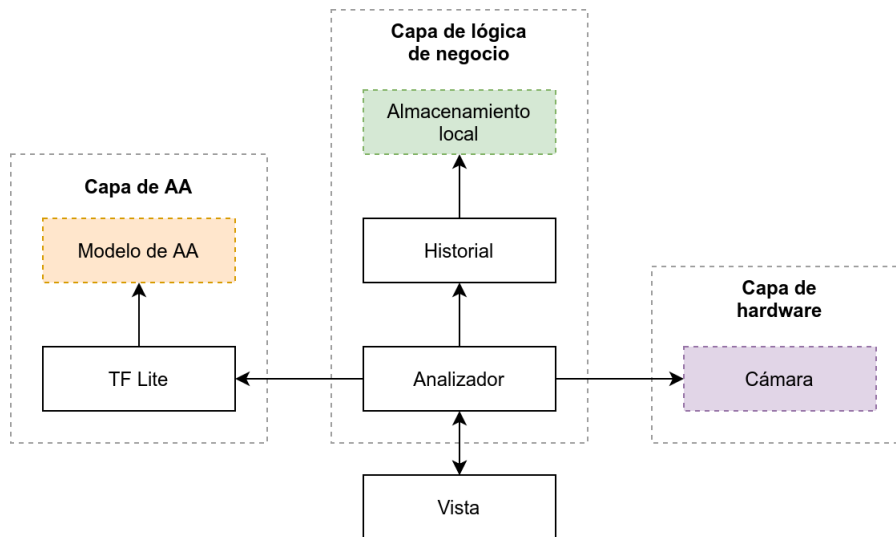 Capa de lógica
de negocio
Almacenamiento
local
Capa de AA
Modelo de AA
Historial
Capa de
hardware
TF Lite
Analizador
Cámara
Vista